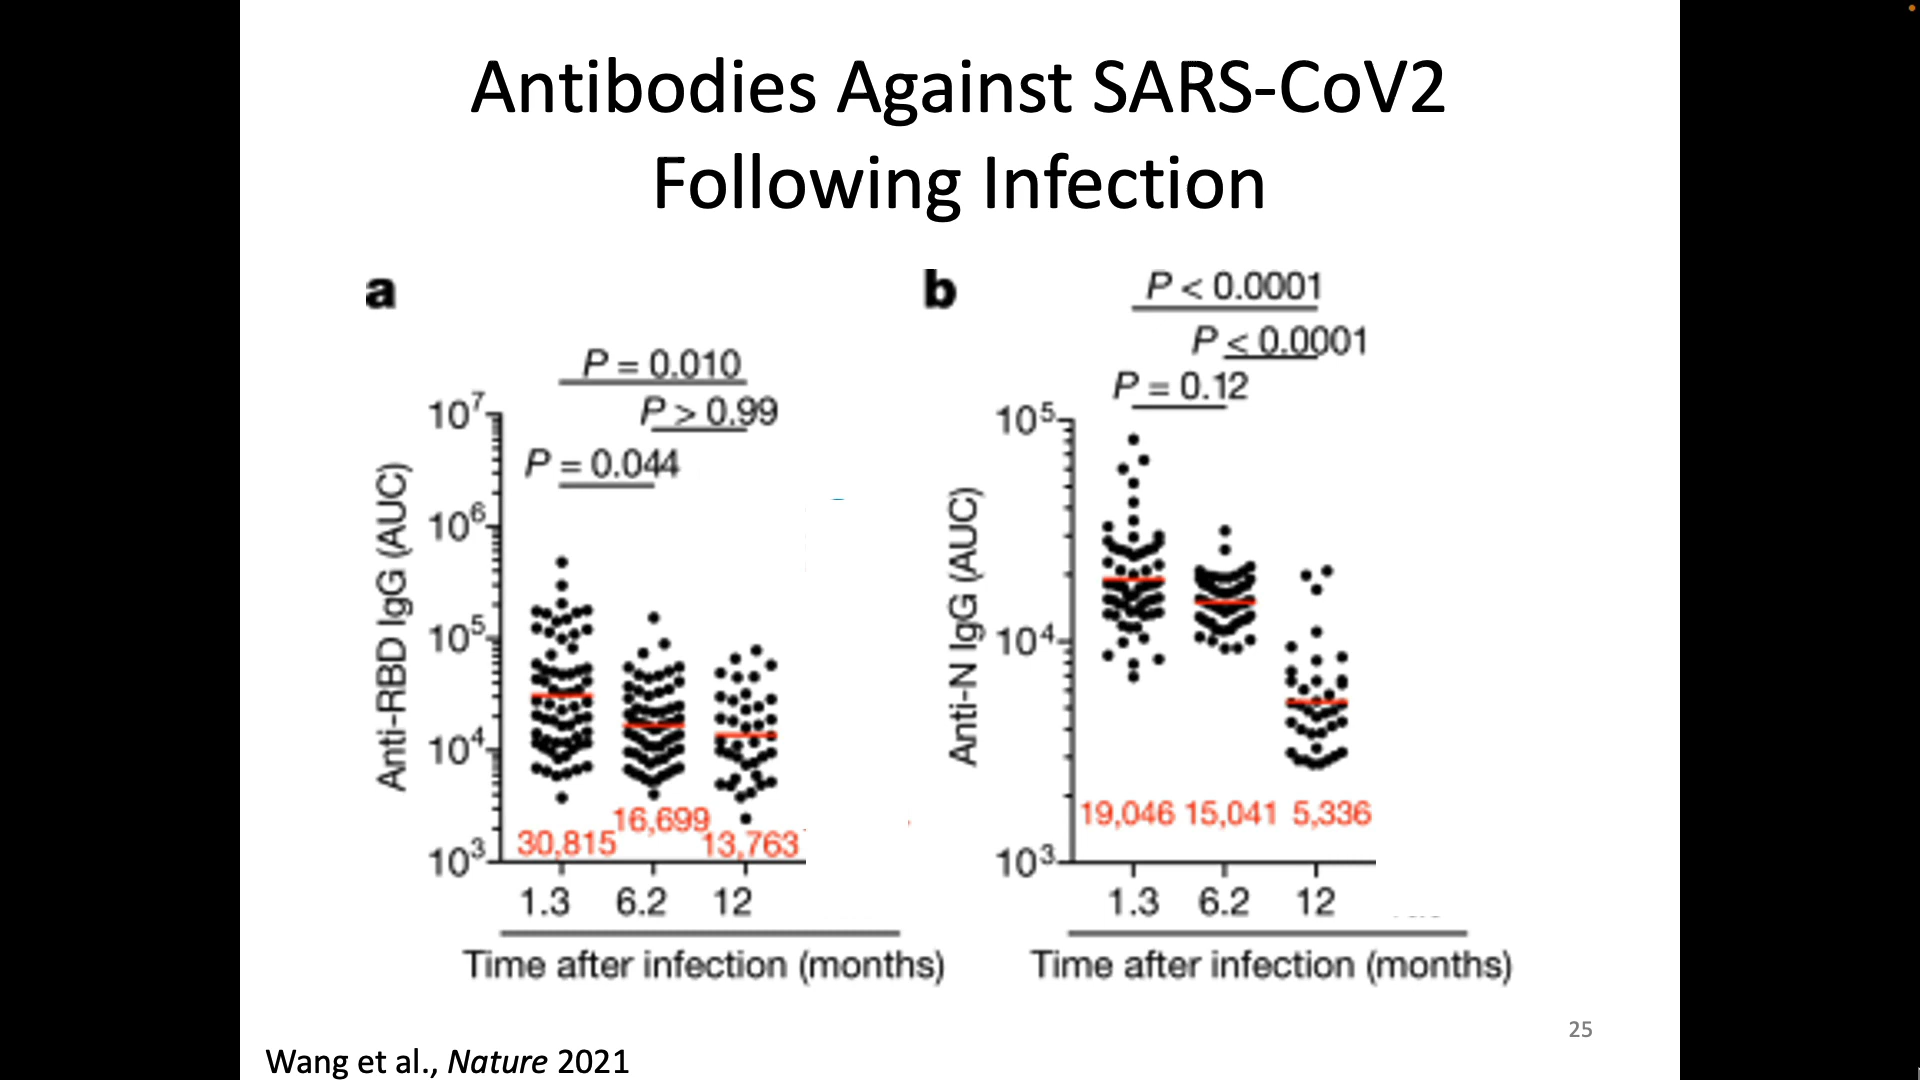 Antibodies Against SARS-CoV2
Following Infection
a
P = 0.010
P > 0.99
P = 0.044
Anti-RBD IgG (AUC)
10⁷
10⁶
10⁵
10⁴
10³
30,815
16,699
13,763
1.3
6.2
12
Time after infection (months)
b
P < 0.0001
P < 0.0001
P = 0.12
Anti-N IgG (AUC)
10⁵
10⁴
10³
19,046
15,041
5,336
1.3
6.2
12
Time after infection (months)
25
Wang et al., Nature 2021